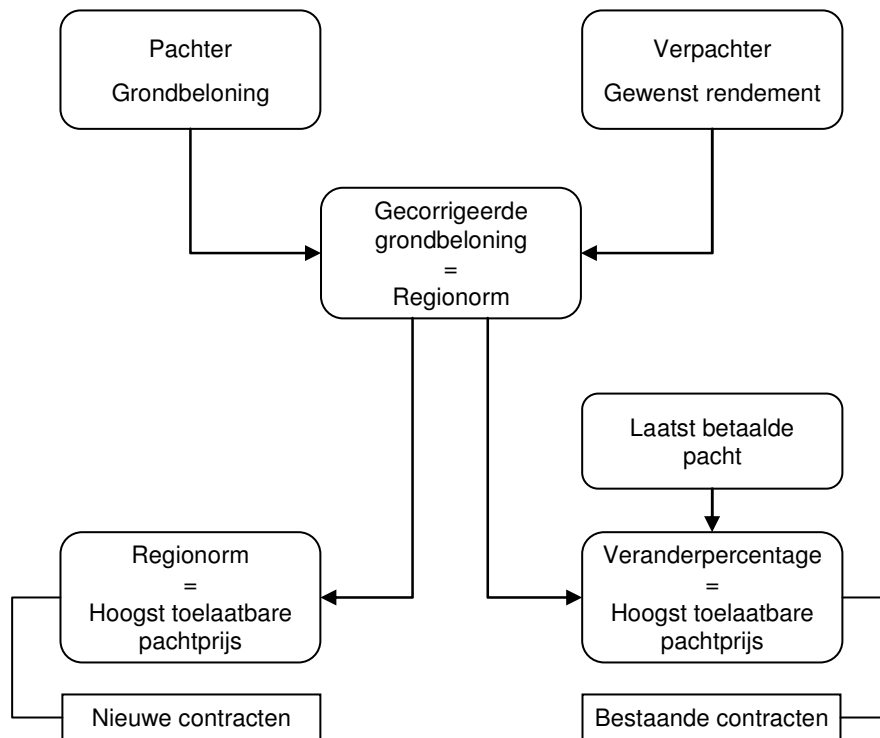 Pachter
Grondbeloning
Verpachter
Gewenst rendement
Gecorrigeerde
grondbeloning
=
Regionorm
Laatst betaalde
pacht
Regionorm
=
Hoogst toelaatbare
pachtprijs
Veranderpercentage
=
Hoogst toelaatbare
pachtprijs
Nieuwe contracten
Bestaande contracten